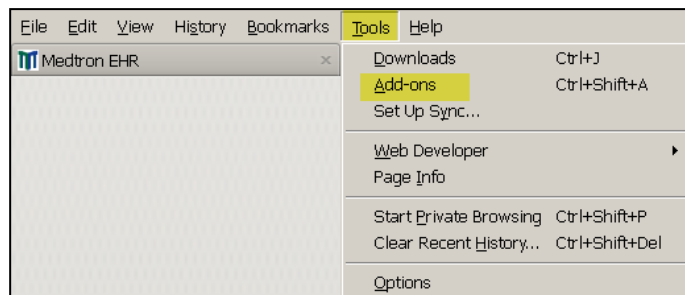 File Edit View History Bookmarks Tools Help
Medtron EHR
Downloads Ctrl+J
Add-ons Ctrl+Shift+A
Set Up Sync...
Web Developer
Page Info
Start Private Browsing Ctrl+Shift+P
Clear Recent History... Ctrl+Shift+Del
Options